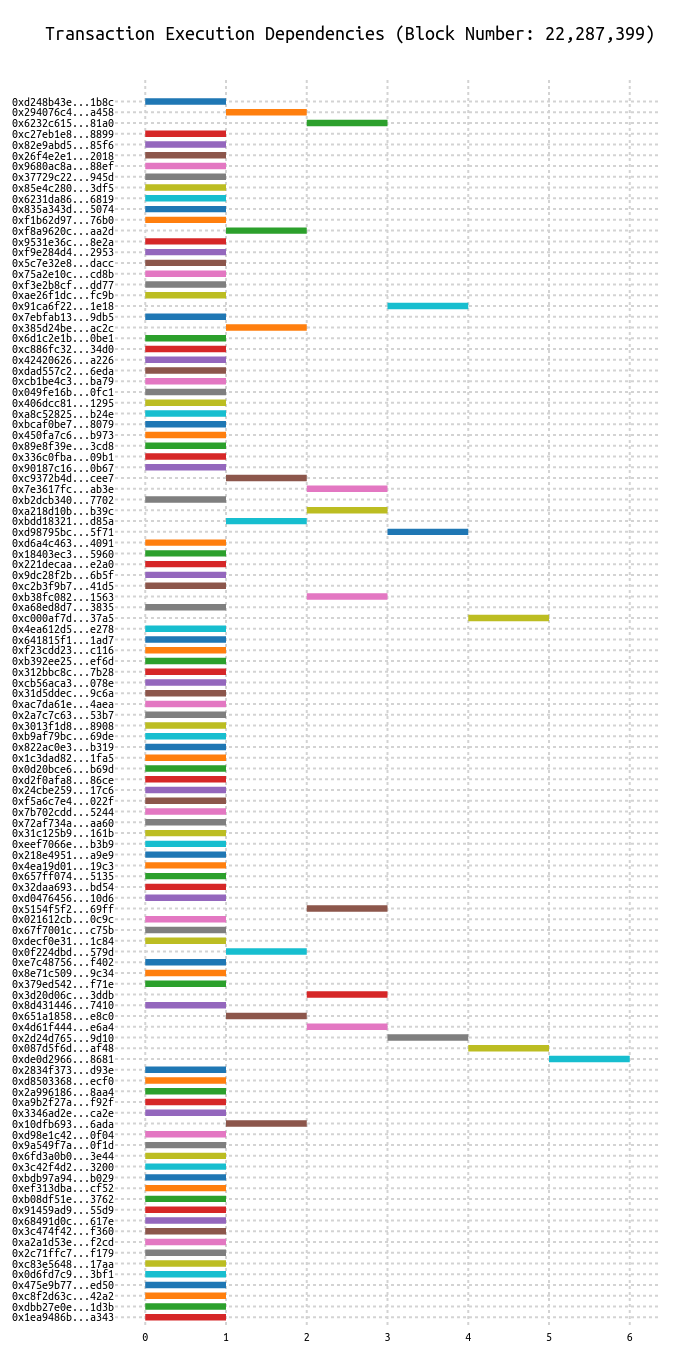 Transaction Execution Dependencies (Block Number: 22,287,399)
0xd248b43e...1b8c
0x294076c4...a458
0x6232c615...81a0
0xc27eb1e8...8899
0x82e9abd5...85f6
0x26f4e2e1...2018
0x9680ac8a...88ef
0x37729c22...945d
0x85e4c280...3df5
0x6231da86...6819
0x835a343d...5074
0xf1b62d97...76b0
0xf8a9620c...aa2d
0x9531e36c...8e2a
0xf9e284d4...2953
0x5c7e32e8...dacc
0x75a2e10c...cd8b
0xf3e2b8cf...dd77
0xae26f1dc...fc9b
0x91ca6f22...1e18
0x7ebfab13...9db5
0x385d24be...ac2c
0x6d1c2e1b...0be1
0xc886fc32...34d0
0x42420626...a226
0xdad557c2...6eda
0xcb1be4c3...ba79
0x049fe16b...0fc1
0x406dcc81...1295
0xa8c52825...b24e
0xbcaf0be7...8079
0x450fa7c6...b973
0x89e8f39e...3cd8
0x336c0fba...09b1
0x90187c16...0b67
0xc9372b4d...cee7
0x7e3617fc...ab3e
0xb2dcb340...7702
0xa218d10b...b39c
0xbdd18321...d85a
0xd98795bc...5f71
0xd6a4c463...4091
0x18403ec3...5960
0x221decaa...e2a0
0x9dc28f2b...6b5f
0xc2b3f9b7...41d5
0xb38fc082...1563
0xa68ed8d7...3835
0xc000af7d...37a5
0x4ea612d5...e278
0x641815f1...1ad7
0xf23cdd23...c116
0xb392ee25...ef6d
0x312bbc8c...7b28
0xcb56aca3...078e
0x31d5ddec...9c6a
0xac7da61e...4aea
0x2a7c7c63...53b7
0x3013f1d8...8908
0xb9af79bc...69de
0x822ac0e3...b319
0x1c3dad82...1fa5
0x0d20bce6...b69d
0xd2f0afa8...86ce
0x24cbe259...17c6
0xf5a6c7e4...022f
0x7b702cdd...5244
0x72af734a...aa60
0x31c125b9...161b
0xeef7066e...b3b9
0x218e4951...a9e9
0x4ea19d01...19c3
0x657ff074...5135
0x32daa693...bd54
0xd0476456...10d6
0x5154f5f2...69ff
0x021612cb...0c9c
0x67f7001c...c75b
0xdecf0e31...1c84
0x0f224dbd...579d
0xe7c48756...f402
0x8e71c509...9c34
0x379ed542...f71e
0x3d20d06c...3ddb
0x8d431446...7410
0x651a1858...e8c0
0x4d61f444...e6a4
0x2d24d765...9d10
0x087d5f6d...af48
0xde0d2966...8681
0x2834f373...d93e
0xd8503368...ecf0
0x2a996186...8aa4
0xa9b2f27a...f92f
0x3346ad2e...ca2e
0x10dfb693...6ada
0xd98e1c42...0f04
0x9a549f7a...0f1d
0x6fd3a0b0...3e44
0x3c42f4d2...3200
0xbdb97a94...b029
0xef313dba...cf52
0xb08df51e...3762
0x91459ad9...55d9
0x68491d0c...617e
0x3c474f42...f360
0xa2a1d53e...f2cd
0x2c71ffc7...f179
0xc83e5648...17aa
0x0d6fd7c9...3bf1
0x475e9b77...ed50
0xc8f2d63c...42a2
0xdbb27e0e...1d3b
0x1ea9486b...a343
0 1 2 3 4 5 6